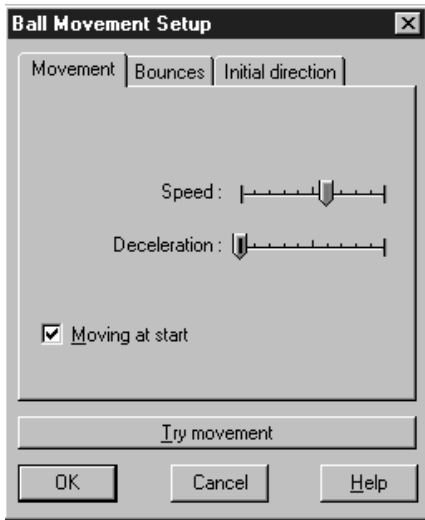 Ball Movement Setup
Movement Bounces Initial direction
Speed :
Deceleration :
Moving at start
Try movement
OK Cancel Help